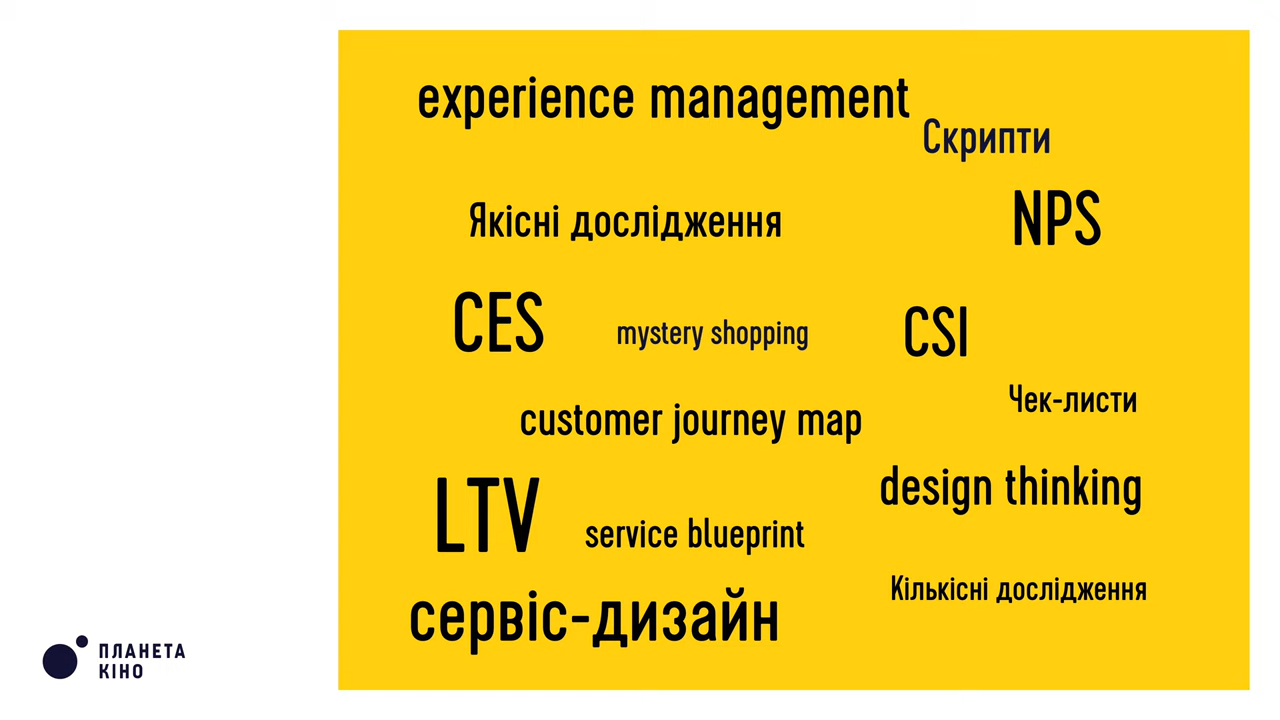 experience management
Скрипти
Якісні дослідження
NPS
CES
mystery shopping
CSI
Чек-листи
customer journey map
design thinking
LTV
service blueprint
Кількісні дослідження
сервіс-дизайн
ПЛАНЕТА
КІНО